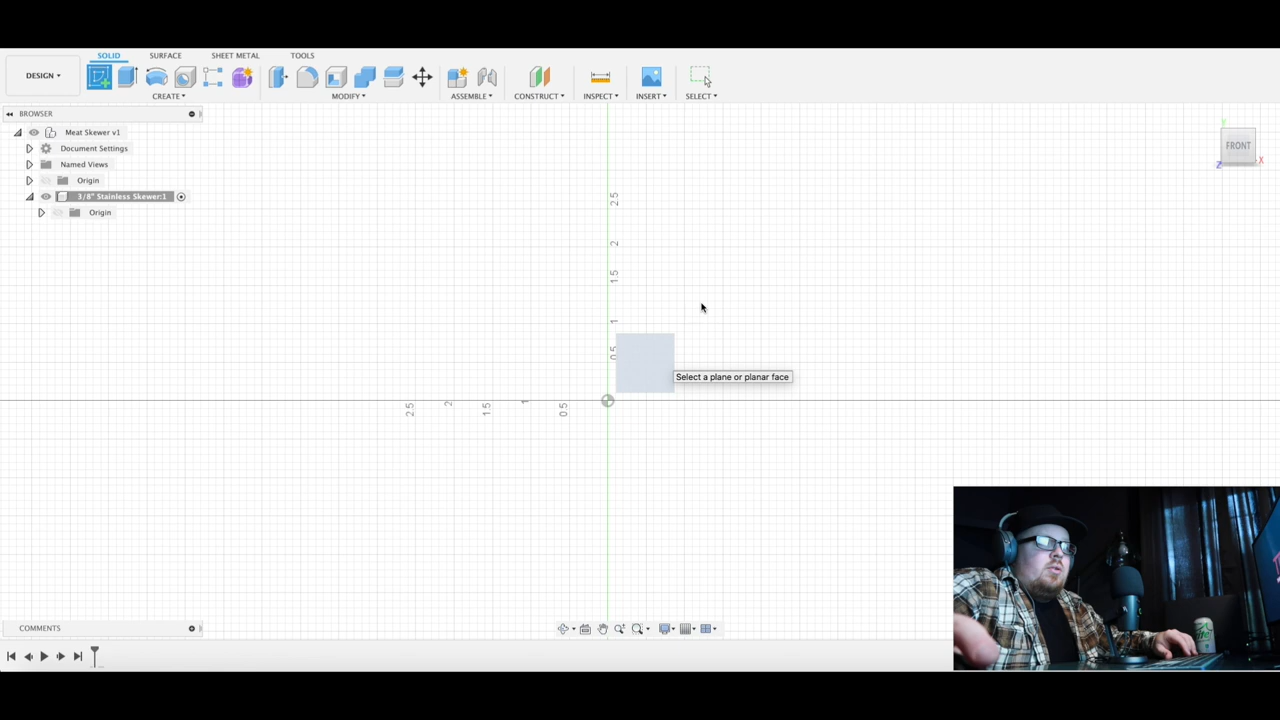 SOLID SURFACE SHEET METAL TOOLS
DESIGN
CREATE MODIFY ASSEMBLE CONSTRUCT INSPECT INSERT SELECT
BROWSER
Meat Skewer v1
Document Settings
Named Views
Origin
3/8" Stainless Skewer:1
Origin
FRONT
Y
X
Z
2.5
2
1.5
1
0.5
Select a plane or planar face
2.5 2 1.5 1 0.5
COMMENTS